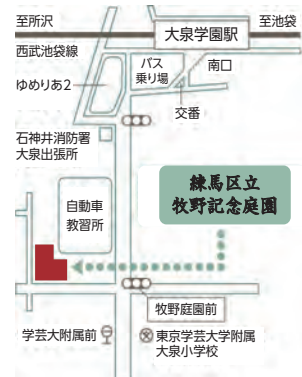 至所沢
大泉学園駅
至池袋
西武池袋線
バス
乗り場
南口
ゆめりあ2
交番
石神井消防署
大泉出張所
自動車
教習所
練馬区立
牧野記念庭園
牧野庭園前
学芸大附属前
東京学芸大学附属
大泉小学校